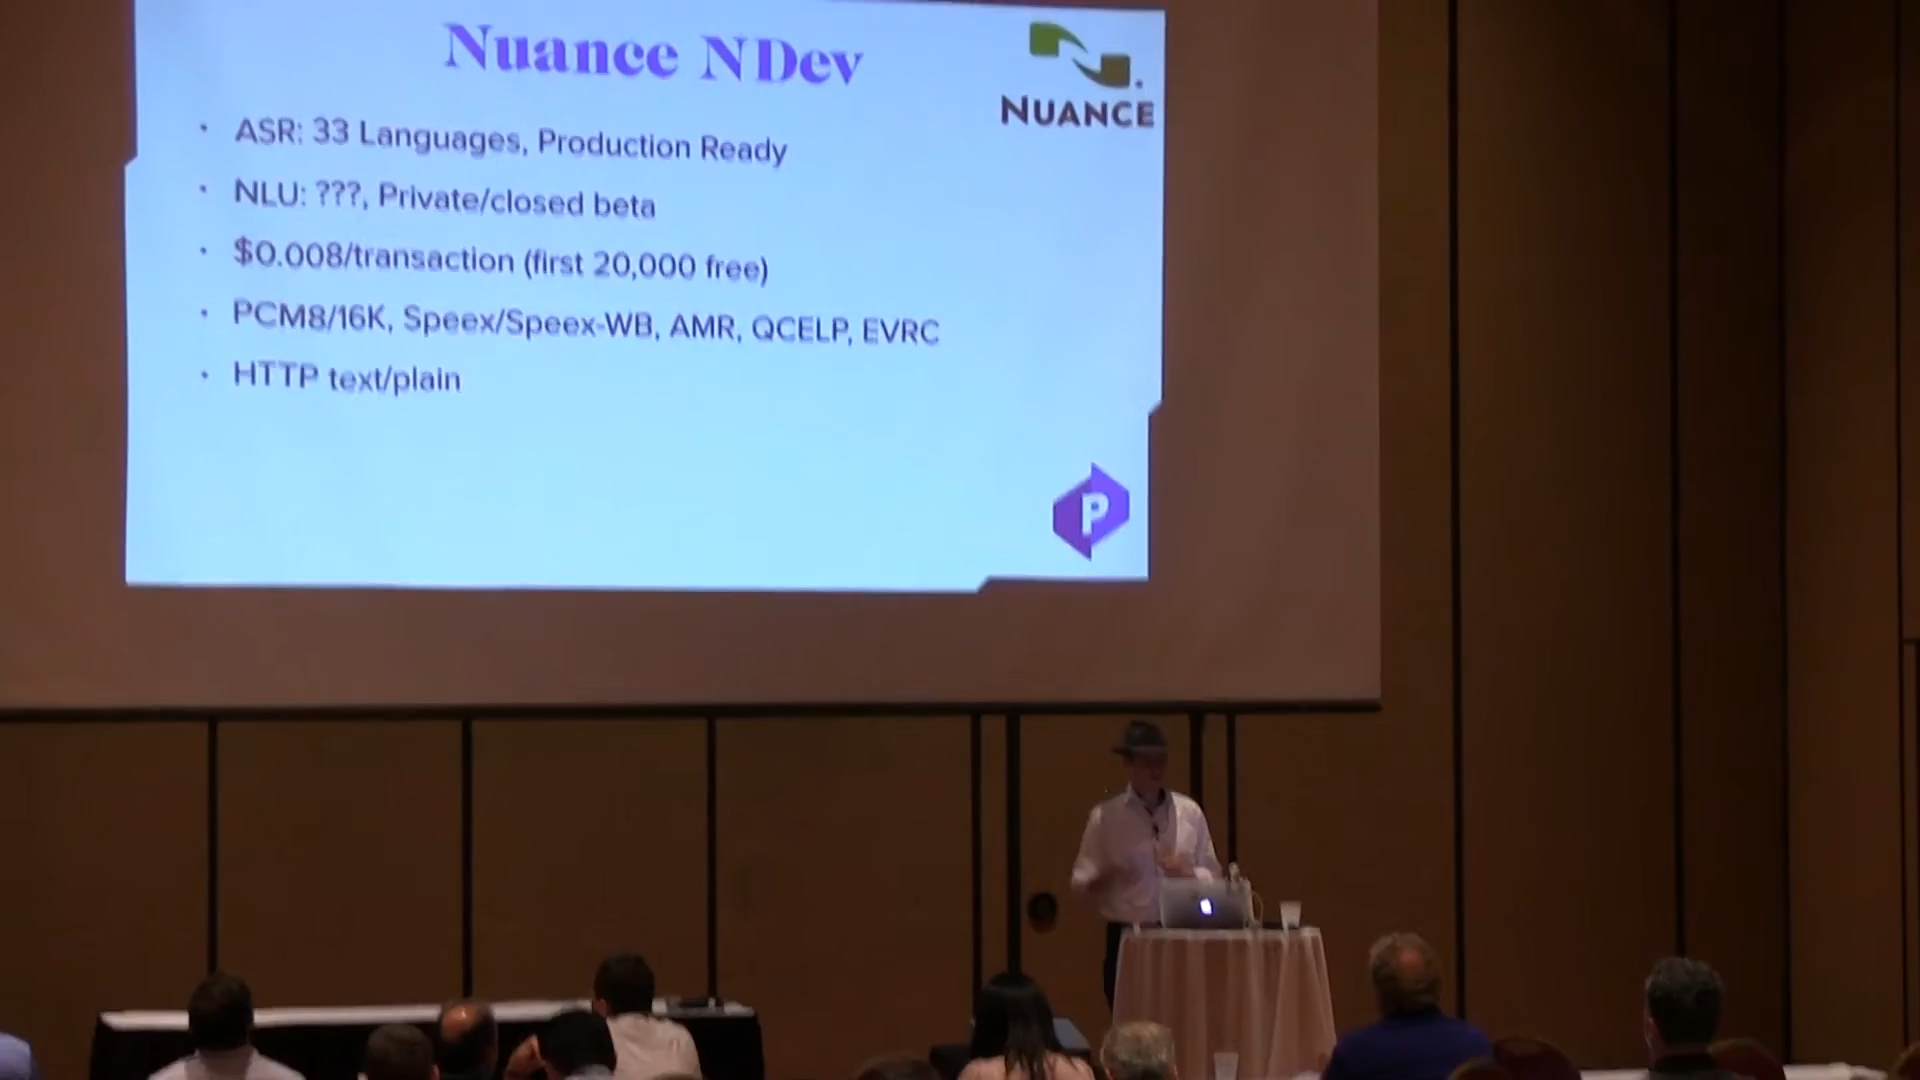 Nuance NDev
NUANCE
• ASR: 33 Languages, Production Ready
• NLU: ???, Private/closed beta
• $0.008/transaction (first 20,000 free)
• PCM8/16K, Speex/Speex-WB, AMR, QCELP, EVRC
• HTTP text/plain
P